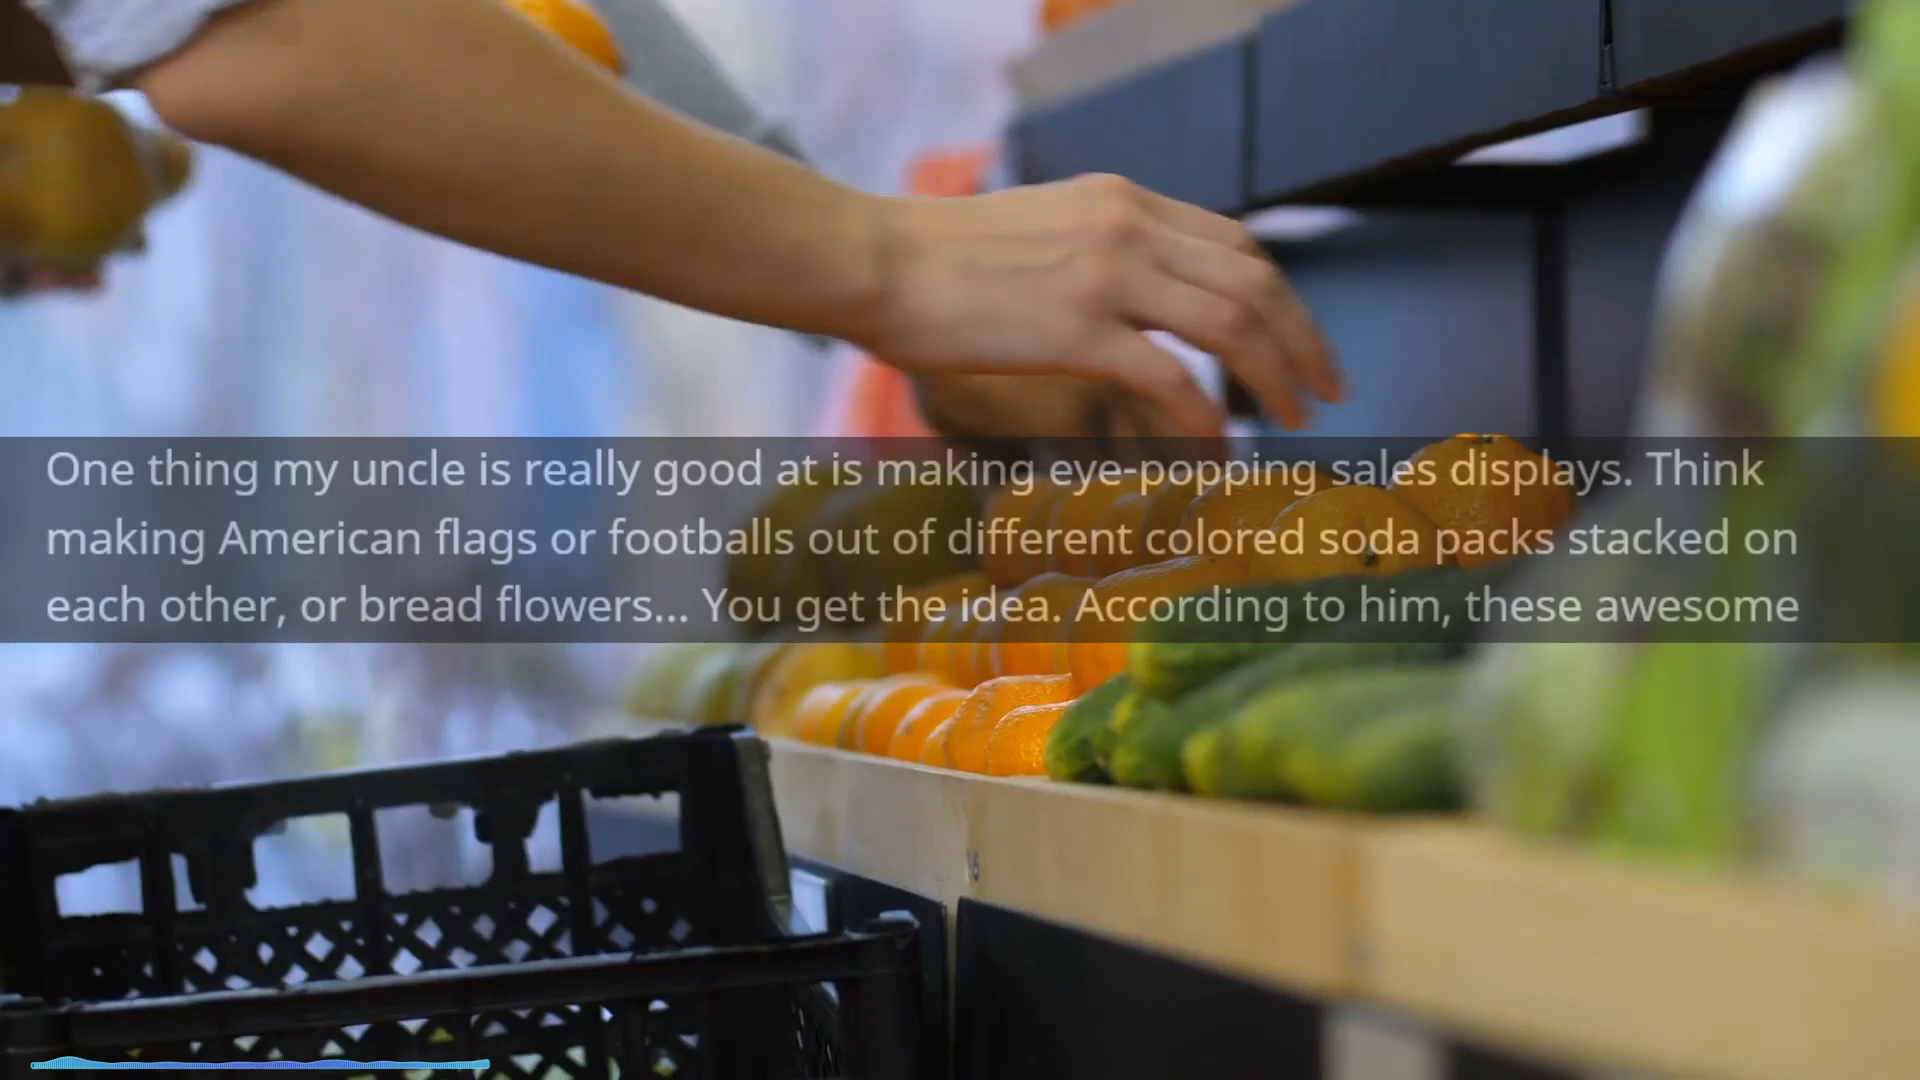 One thing my uncle is really good at is making eye-popping sales displays. Think
making American flags or footballs out of different colored soda packs stacked on
each other, or bread flowers... You get the idea. According to him, these awesome